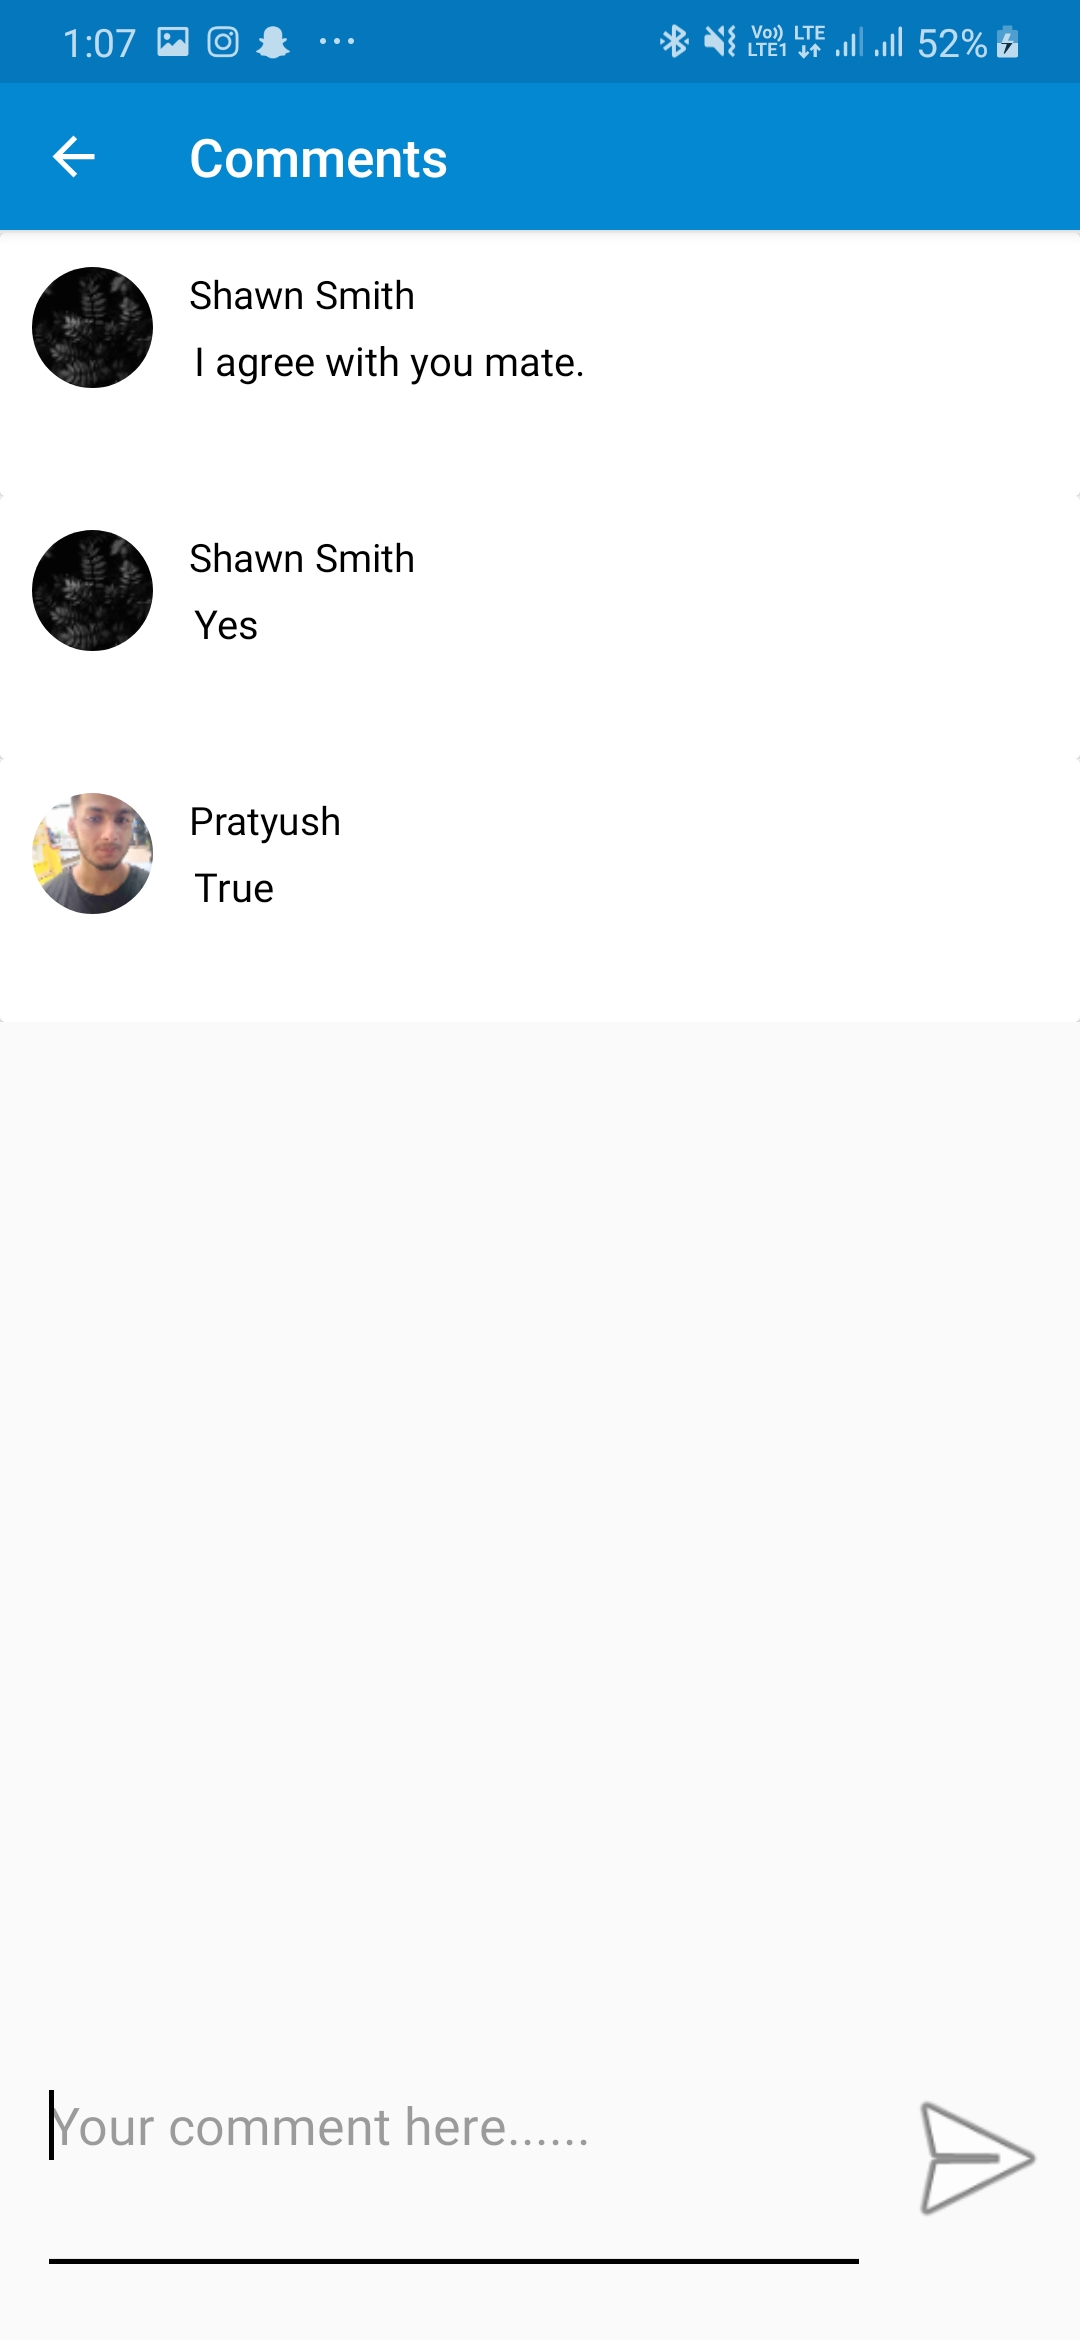 1:07 Vo)) LTE 52%
LTE1
Comments
Shawn Smith
I agree with you mate.
Shawn Smith
Yes
Pratyush
True
Your comment here......